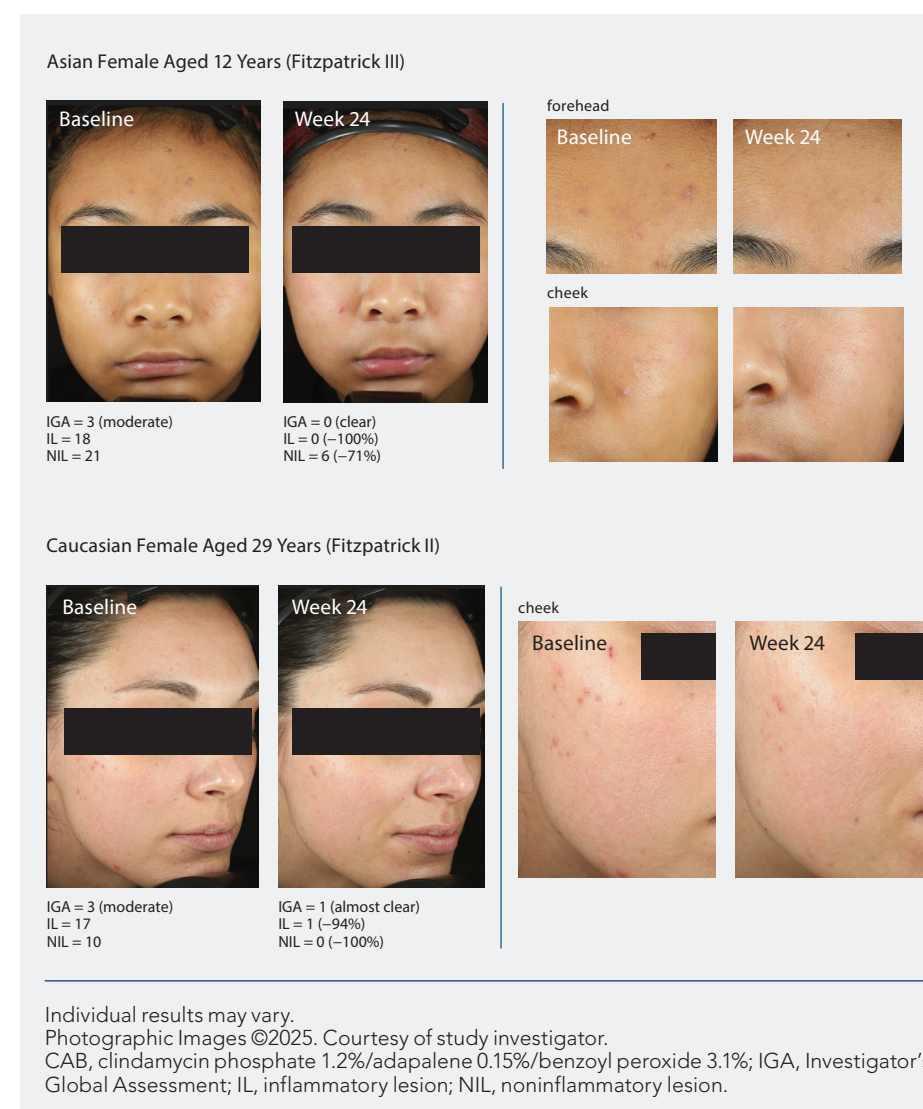 Asian Female Aged 12 Years (Fitzpatrick III)
Baseline
Week 24
IGA = 3 (moderate)
IL = 18
NIL = 21
IGA = 0 (clear)
IL = 0 (−100%)
NIL = 6 (−71%)
forehead
Baseline
Week 24
cheek
Caucasian Female Aged 29 Years (Fitzpatrick II)
Baseline
Week 24
IGA = 3 (moderate)
IL = 17
NIL = 10
IGA = 1 (almost clear)
IL = 1 (−94%)
NIL = 0 (−100%)
cheek
Baseline
Week 24
Individual results may vary.
Photographic Images ©2025. Courtesy of study investigator.
CAB, clindamycin phosphate 1.2%/adapalene 0.15%/benzoyl peroxide 3.1%; IGA, Investigator'
Global Assessment; IL, inflammatory lesion; NIL, noninflammatory lesion.